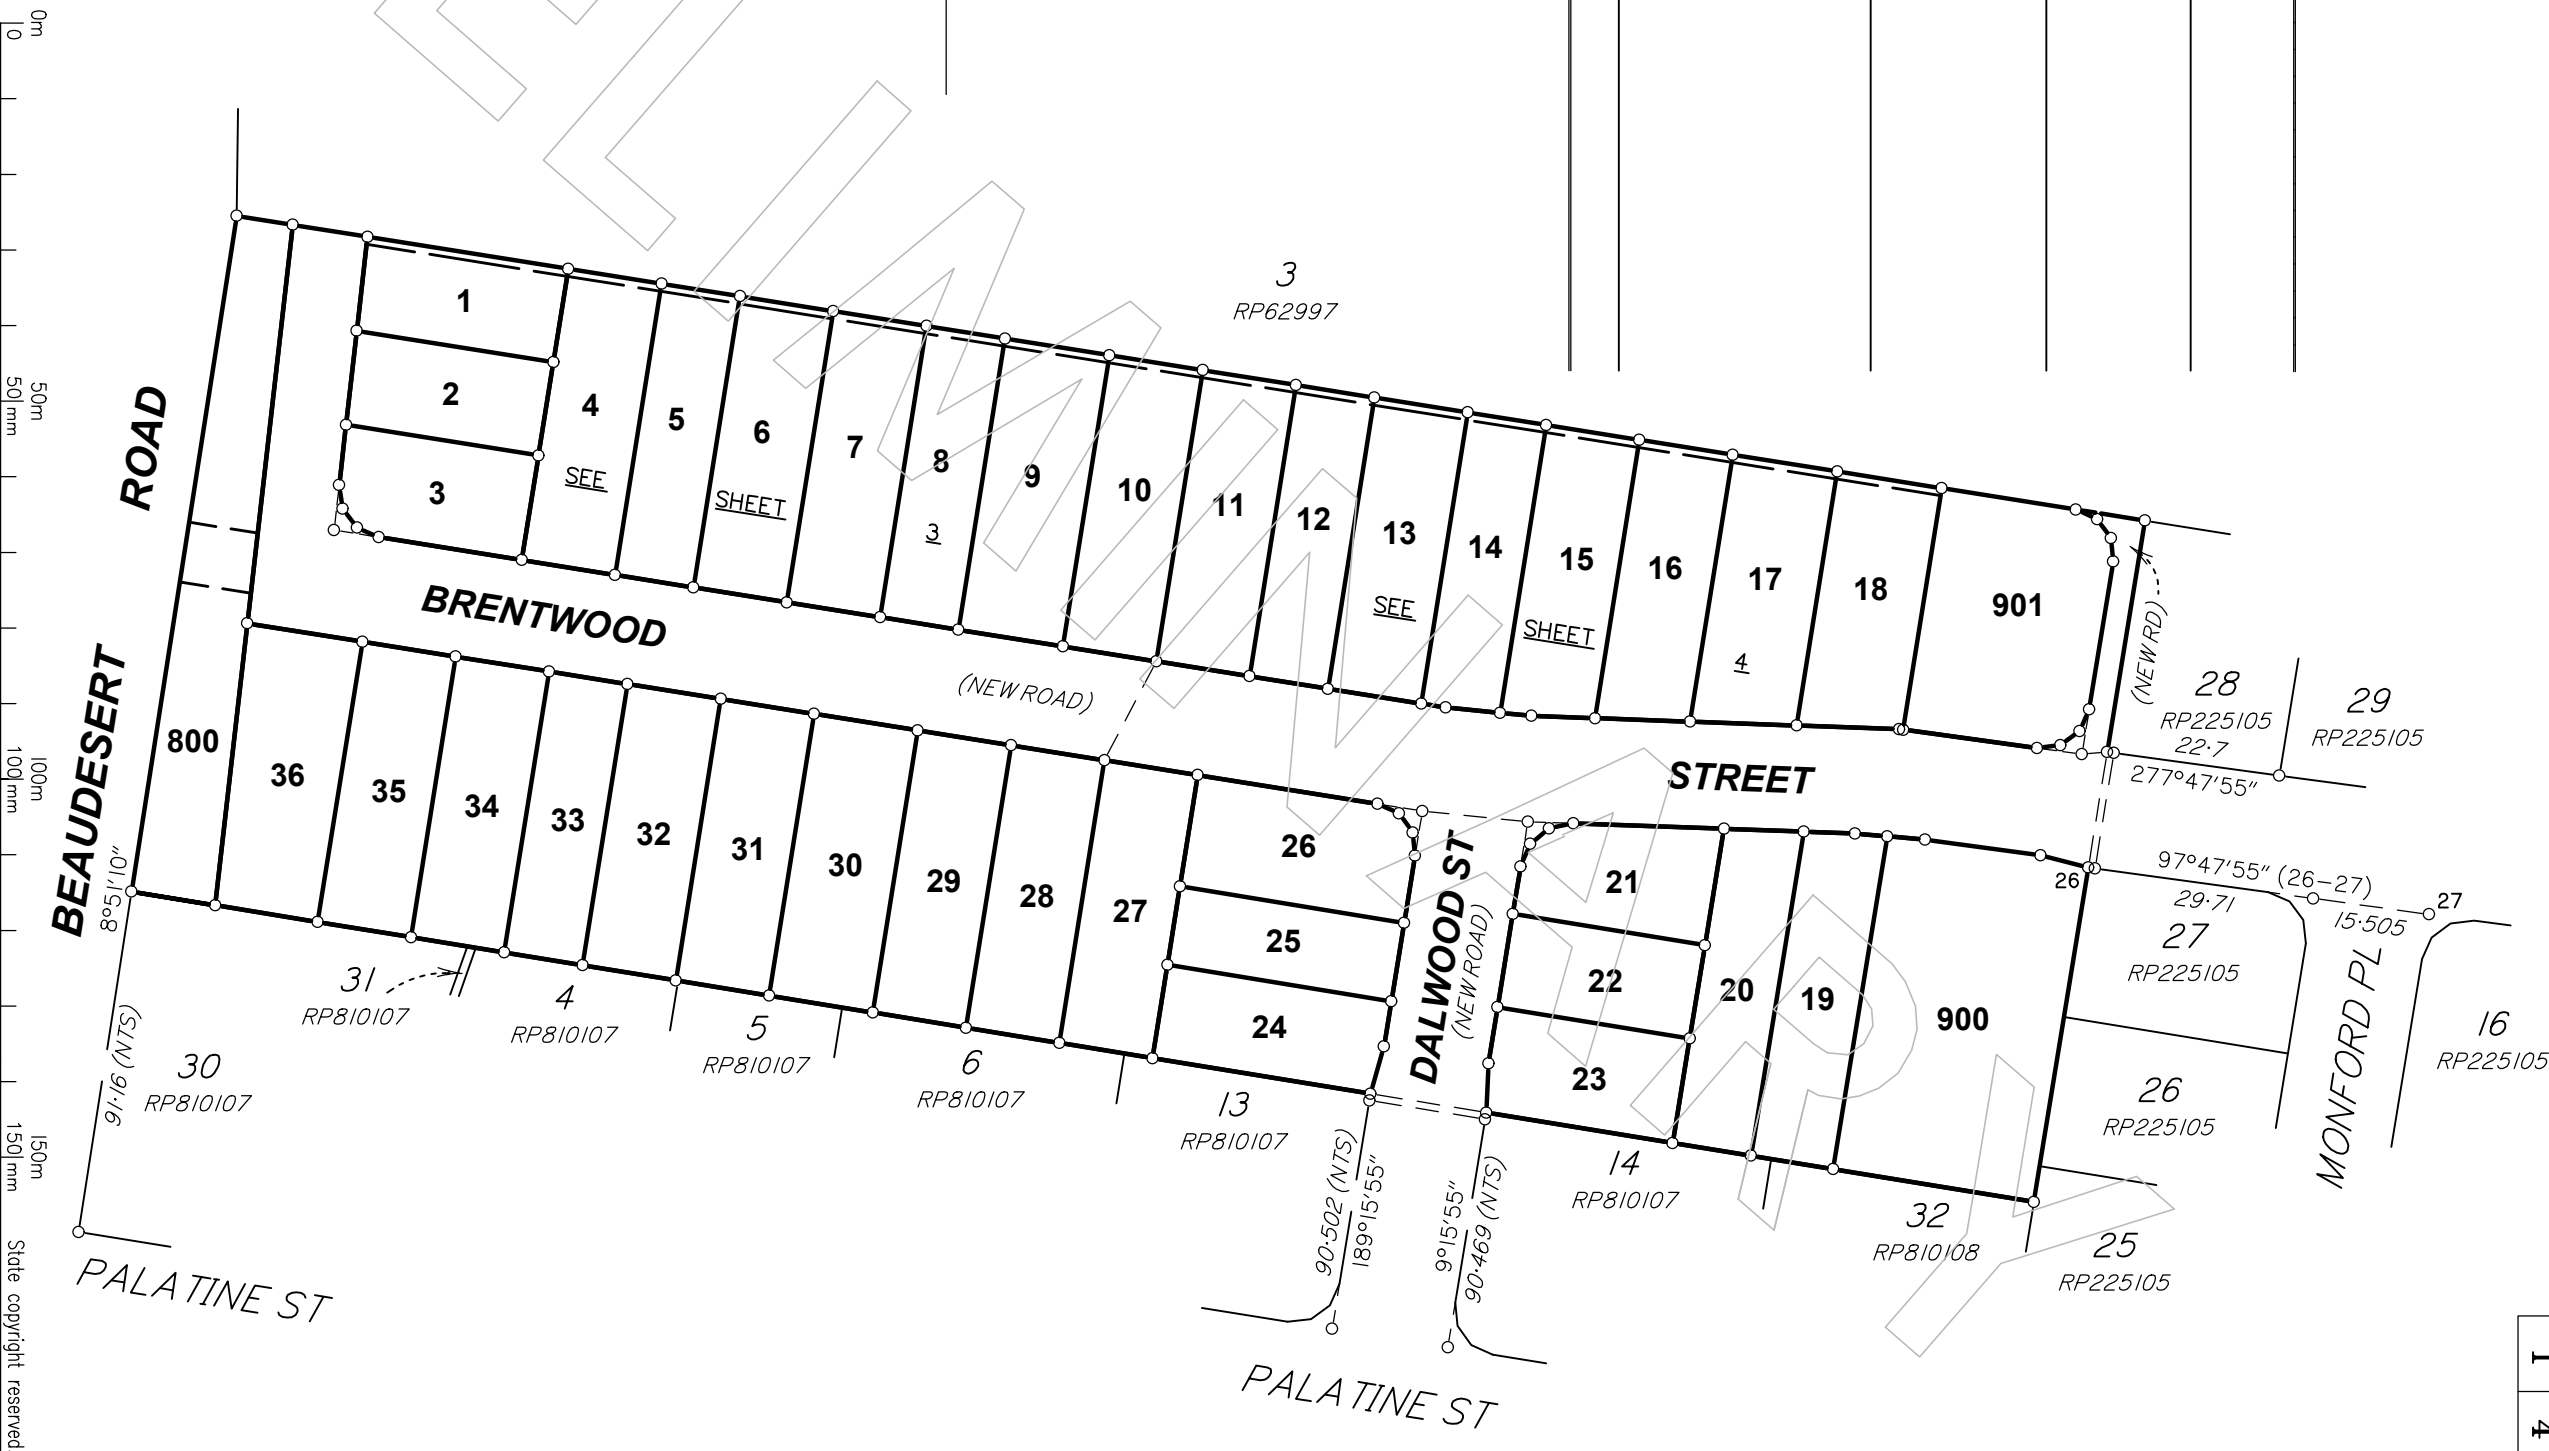 0m
0
50m
50 mm
100m
100 mm
150m
150 mm
State copyright reserved.
PRELIMINARY
3
RP62997
1
2
3
4
5
6
7
8
9
10
11
12
13
14
15
16
17
18
901
SEE
SHEET
3
SEE
SHEET
4
BEAUDESERT ROAD
BRENTWOOD STREET
(NEW ROAD)
(NEW RD)
28
RP225105
29
RP225105
22·7
277°47'55"
800
36
35
34
33
32
31
30
29
28
27
26
25
24
DALWOOD ST
(NEW ROAD)
21
22
23
20
19
900
26
97°47'55" (26-27)
29·71
15·505
27
27
RP225105
26
RP225105
25
RP225105
16
RP225105
MONFORD PL
8°51'10"
91·16 (NTS)
30
RP810107
31
RP810107
4
RP810107
5
RP810107
6
RP810107
13
RP810107
14
RP810107
32
RP810108
90·502 (NTS)
189°15'55"
9°15'55"
90·469 (NTS)
PALATINE ST
PALATINE ST
1
4